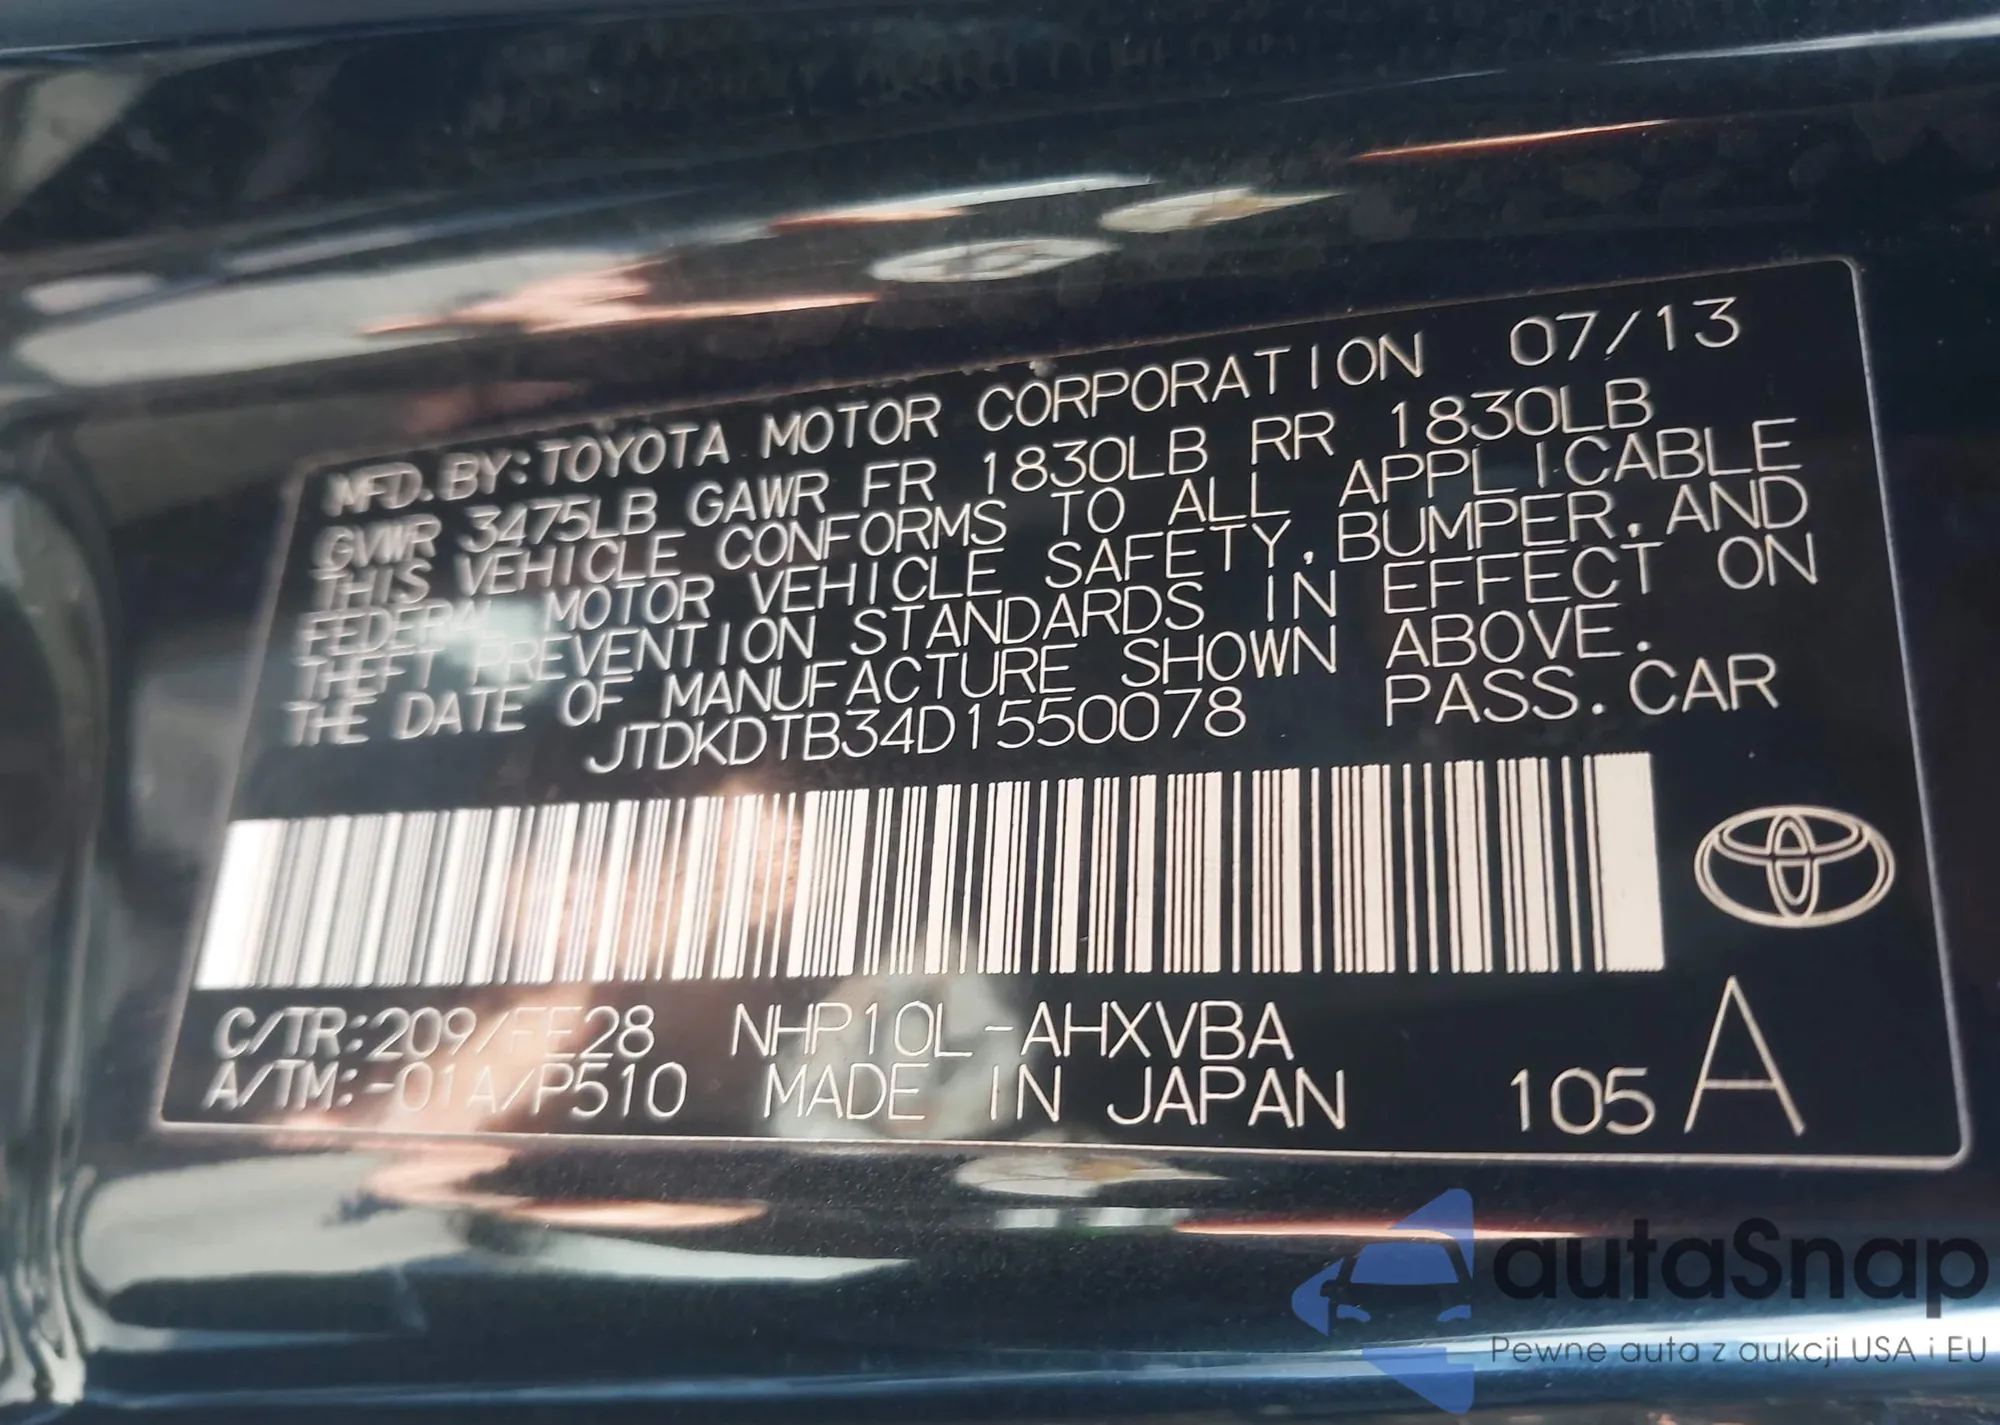 MFD. BY: TOYOTA MOTOR CORPORATION 07/13
GVWR 3475LB GAWR FR 1830LB RR 1830LB
THIS VEHICLE CONFORMS TO ALL APPLICABLE
FEDERAL MOTOR VEHICLE SAFETY, BUMPER, AND
THEFT PREVENTION STANDARDS IN EFFECT ON
THE DATE OF MANUFACTURE SHOWN ABOVE.
JTDKDTB34D1550078 PASS. CAR
C/TR:209/FE28 NHP10L-AHXVBA
A/TM:-01A/P510 MADE IN JAPAN 105 A
autaSnap
Pewne auta z aukcji USA i EU